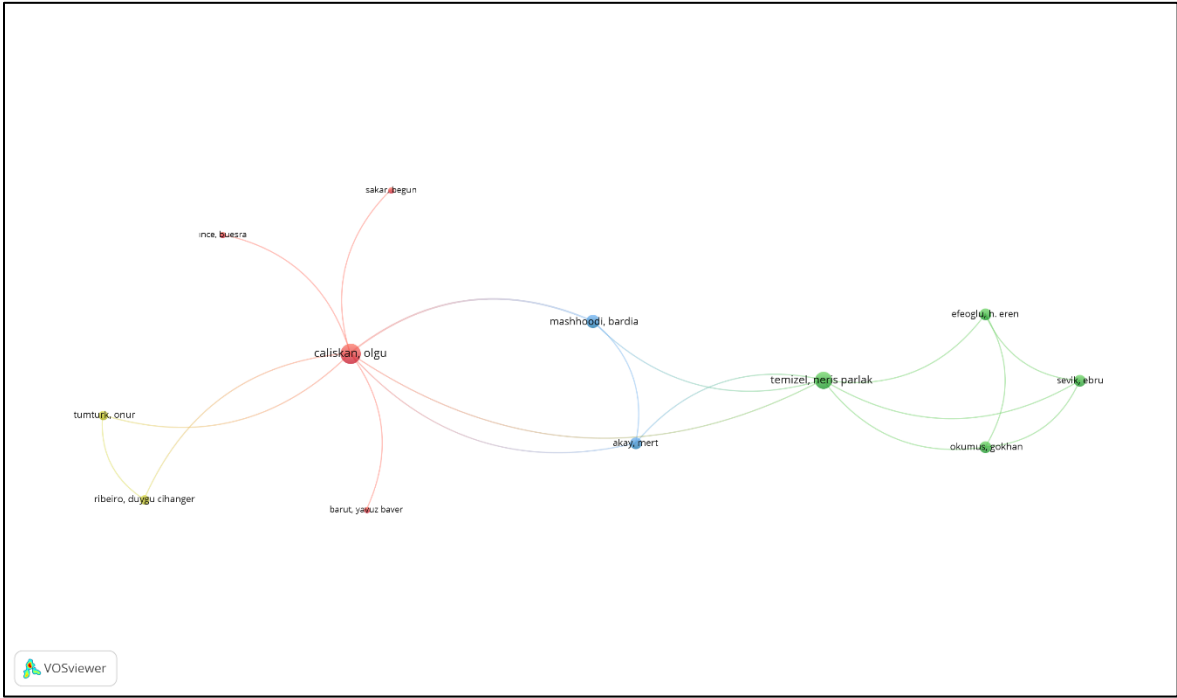 sakar, begun
ince, buesra
mashhoodi, bardia
efeoglu, h. eren
caliskan, olgu
temizel, neris parlak
sevik, ebru
tumturk, onur
akay, mert
okumus, gokhan
ribeiro, duygu cihanger
barut, yavuz baver
VOSviewer